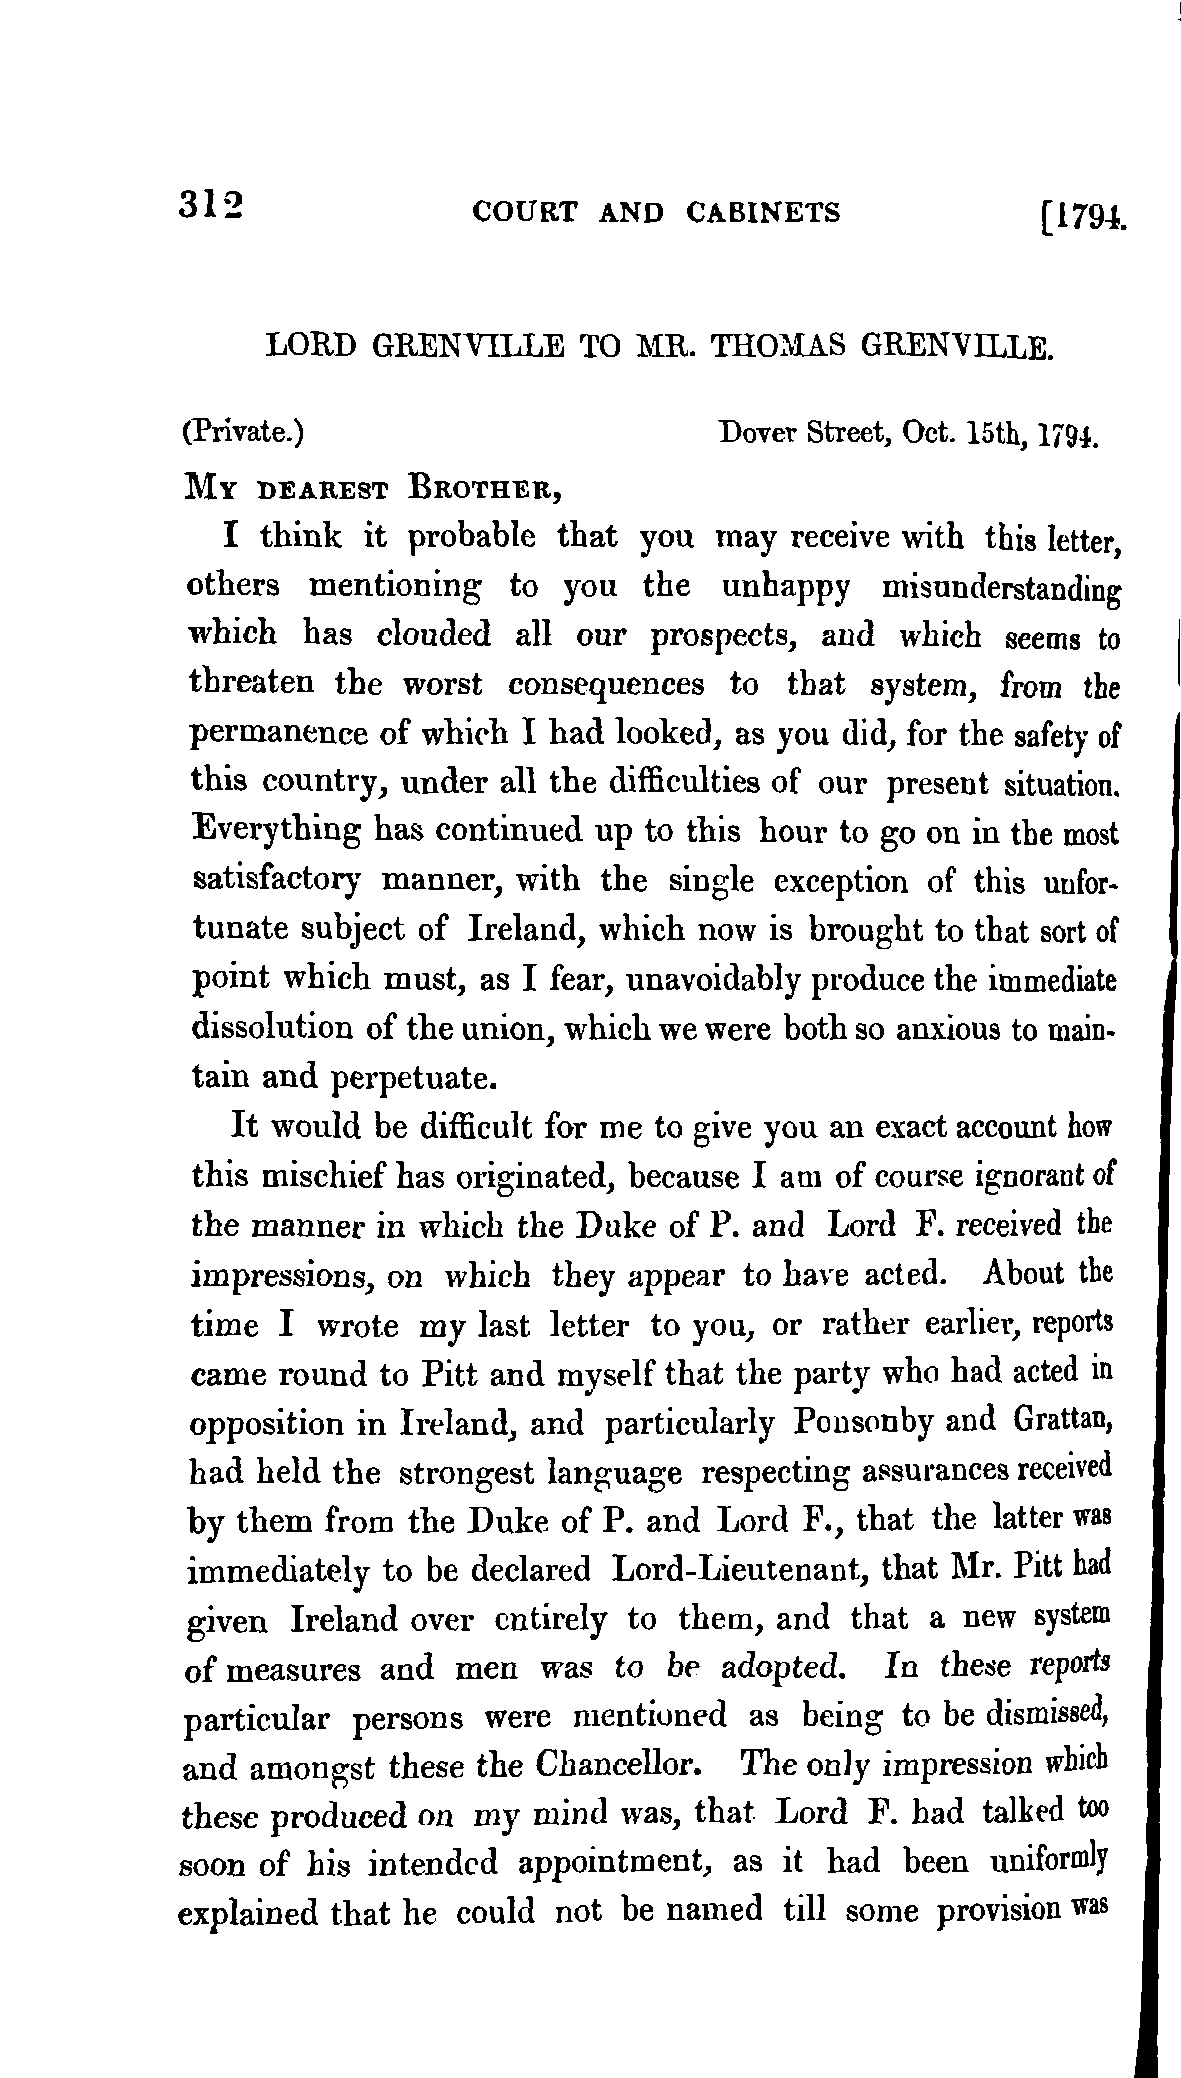 312 COURT AND CABINETS [1794.
LORD GRENVILLE TO MR. THOMAS GRENVILLE.
(Private.) Dover Street, Oct. 15th, 1794.
MY DEAREST BROTHER,
I think it probable that you may receive with this letter,
others mentioning to you the unhappy misunderstanding
which has clouded all our prospects, and which seems to
threaten the worst consequences to that system, from the
permanence of which I had looked, as you did, for the safety of
this country, under all the difficulties of our present situation.
Everything has continued up to this hour to go on in the most
satisfactory manner, with the single exception of this unfor-
tunate subject of Ireland, which now is brought to that sort of
point which must, as I fear, unavoidably produce the immediate
dissolution of the union, which we were both so anxious to main-
tain and perpetuate.
It would be difficult for me to give you an exact account how
this mischief has originated, because I am of course ignorant of
the manner in which the Duke of P. and Lord F. received the
impressions, on which they appear to have acted. About the
time I wrote my last letter to you, or rather earlier, reports
came round to Pitt and myself that the party who had acted in
opposition in Ireland, and particularly Ponsonby and Grattan,
had held the strongest language respecting assurances received
by them from the Duke of P. and Lord F., that the latter was
immediately to be declared Lord-Lieutenant, that Mr. Pitt had
given Ireland over entirely to them, and that a new system
of measures and men was to be adopted. In these reports
particular persons were mentioned as being to be dismissed,
and amongst these the Chancellor. The only impression which
these produced on my mind was, that Lord F. had talked too
soon of his intended appointment, as it had been uniformly
explained that he could not be named till some provision was